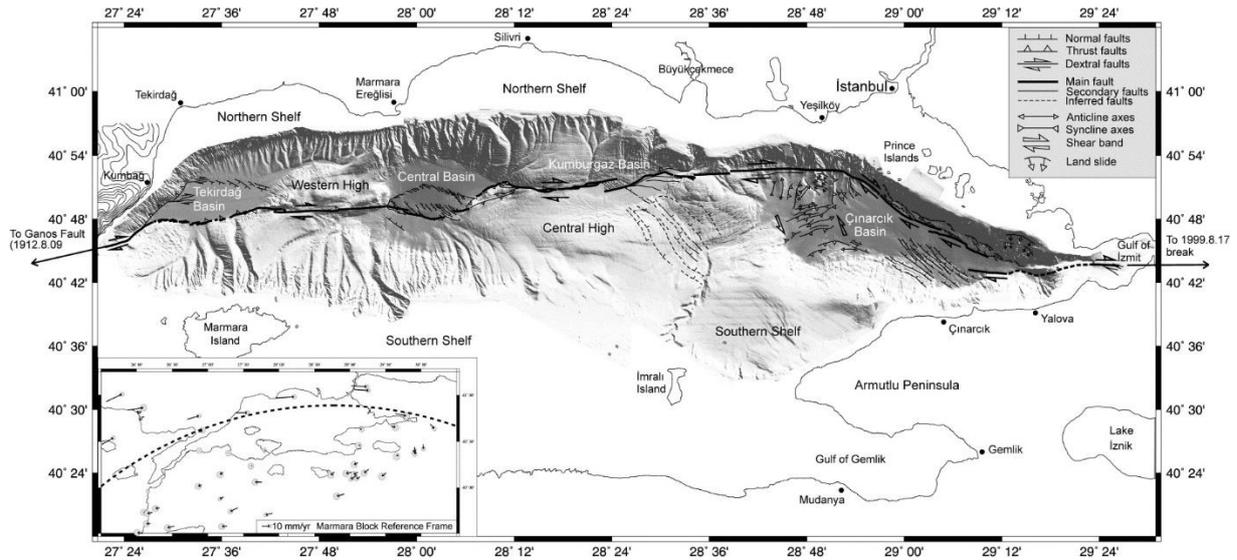 27° 24' 27° 36' 27° 48' 28° 00' 28° 12' 28° 24' 28° 36' 28° 48' 29° 00' 29° 12' 29° 24'
Silivri
Büyükçekmece
Normal faults
Thrust faults
Dextral faults
Main fault
Secondary faults
Inferred faults
Anticline axes
Syncline axes
Shear band
Land slide
41° 00'
Tekirdağ
Marmara
Ereğlisi
Northern Shelf
Northern Shelf
İstanbul
Yeşilköy
41° 00'
40° 54'
Kumbağ
Western High
Central Basin
Kumburgaz Basin
Prince
Islands
40° 54'
Tekirdağ
Basin
40° 48'
Central High
Çınarcık
Basin
40° 48'
To Ganos Fault
(1912.8.09
To 1999.8.17
break
Gulf of
İzmit
40° 42'
40° 42'
Marmara
Island
Southern Shelf
Southern Shelf
Çınarcık
Yalova
40° 36'
40° 36'
İmralı
Island
Armutlu Peninsula
40° 30'
40° 30'
Lake
İznik
40° 24'
Gulf of Gemlik
Gemlik
Mudanya
40° 24'
10 mm/yr Marmara Block Reference Frame
27° 24' 27° 36' 27° 48' 28° 00' 28° 12' 28° 24' 28° 36' 28° 48' 29° 00' 29° 12' 29° 24'